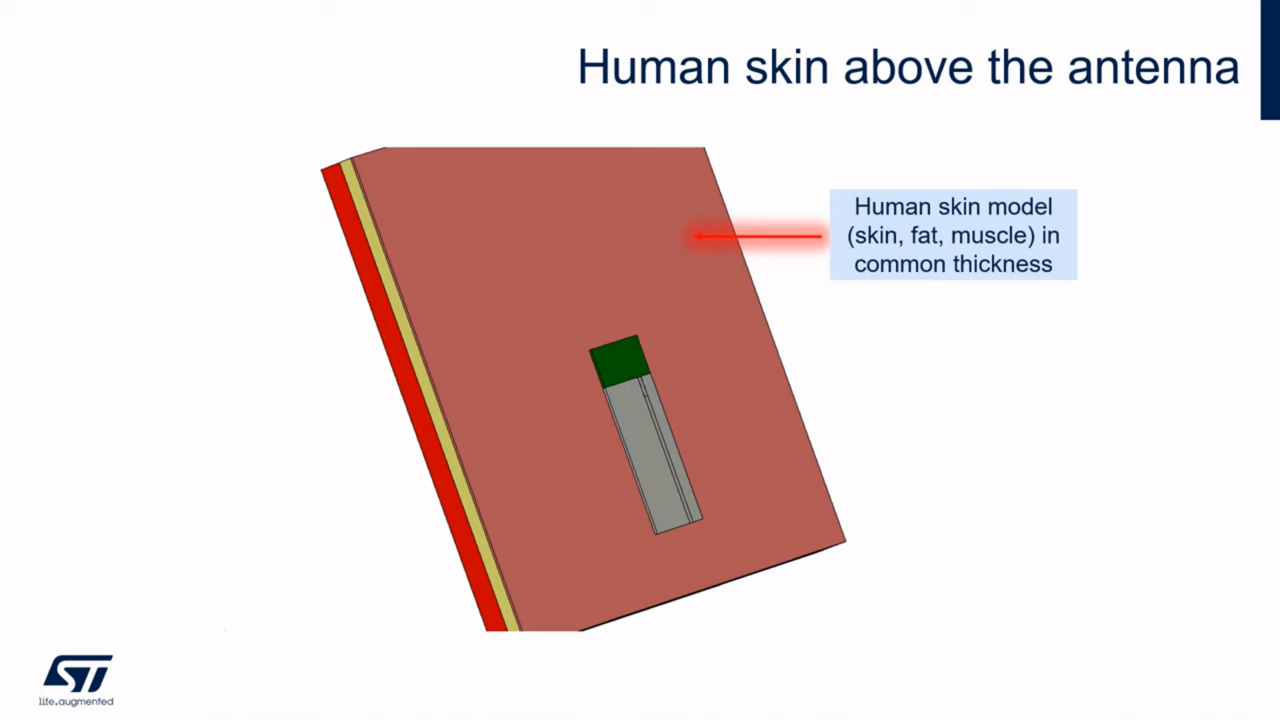 Human skin above the antenna
Human skin model
(skin, fat, muscle) in
common thickness
ST
life.augmented